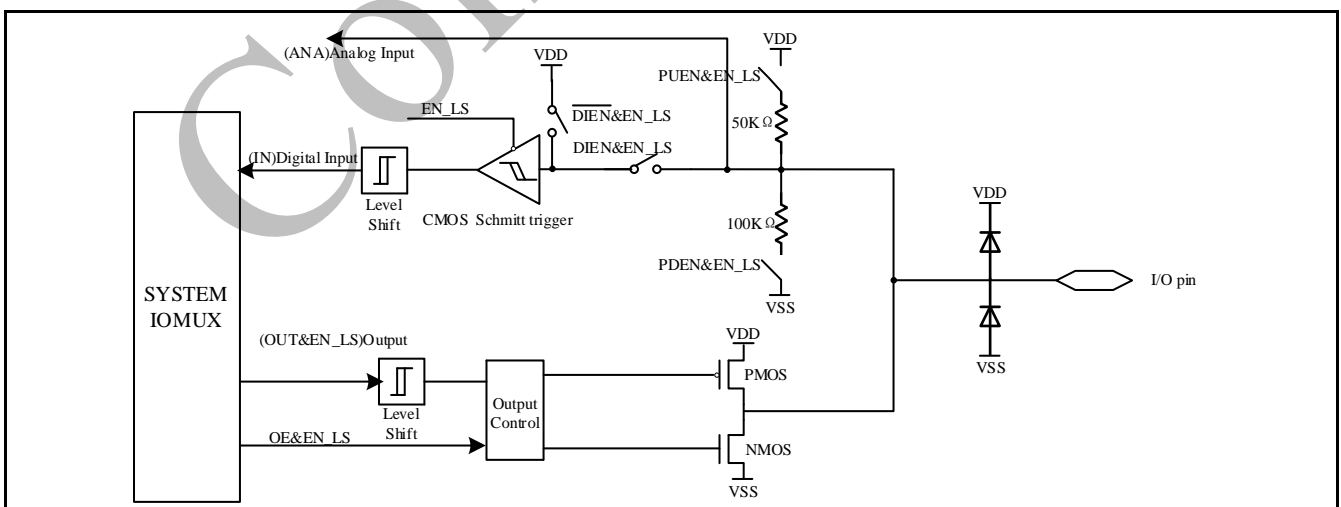 Con
(ANA)Analog Input
VDD
VDD
PUEN&EN_LS
EN_LS
DIEN&EN_LS
50KΩ
DIEN&EN_LS
(IN)Digital Input
Level
Shift
CMOS Schmitt trigger
100KΩ
VDD
PDEN&EN_LS
I/O pin
SYSTEM
IOMUX
VSS
(OUT&EN_LS)Output
VDD
VSS
PMOS
Output
Control
Level
Shift
OE&EN_LS
NMOS
VSS